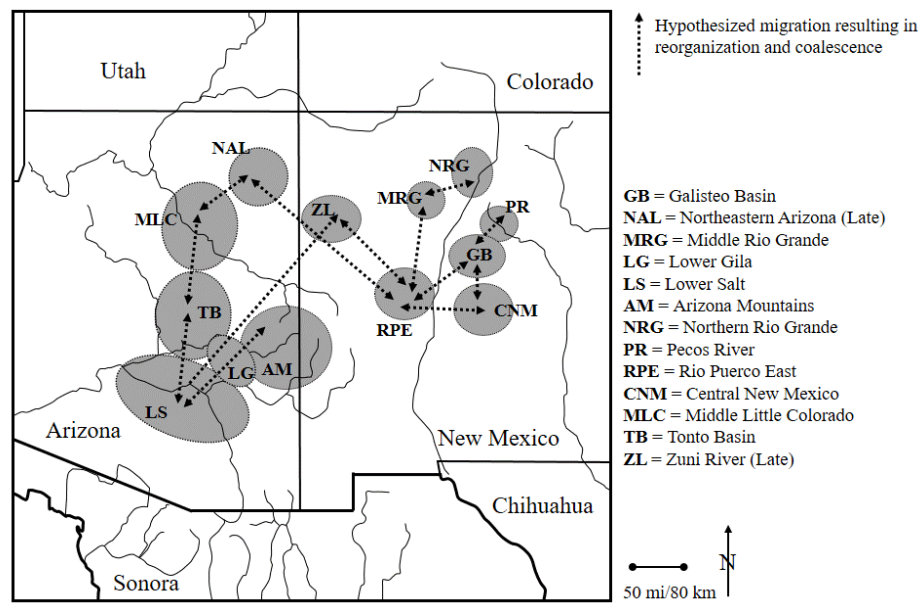 Utah
Colorado
NAL
NRG
MRG
ZL
PR
MLC
GB
TB
CNM
RPE
LG
AM
LS
Arizona
New Mexico
Chihuahua
Sonora
Hypothesized migration resulting in
reorganization and coalescence
GB = Galisteo Basin
NAL = Northeastern Arizona (Late)
MRG = Middle Rio Grande
LG = Lower Gila
LS = Lower Salt
AM = Arizona Mountains
NRG = Northern Rio Grande
PR = Pecos River
RPE = Rio Puerco East
CNM = Central New Mexico
MLC = Middle Little Colorado
TB = Tonto Basin
ZL = Zuni River (Late)
N
50 mi/80 km